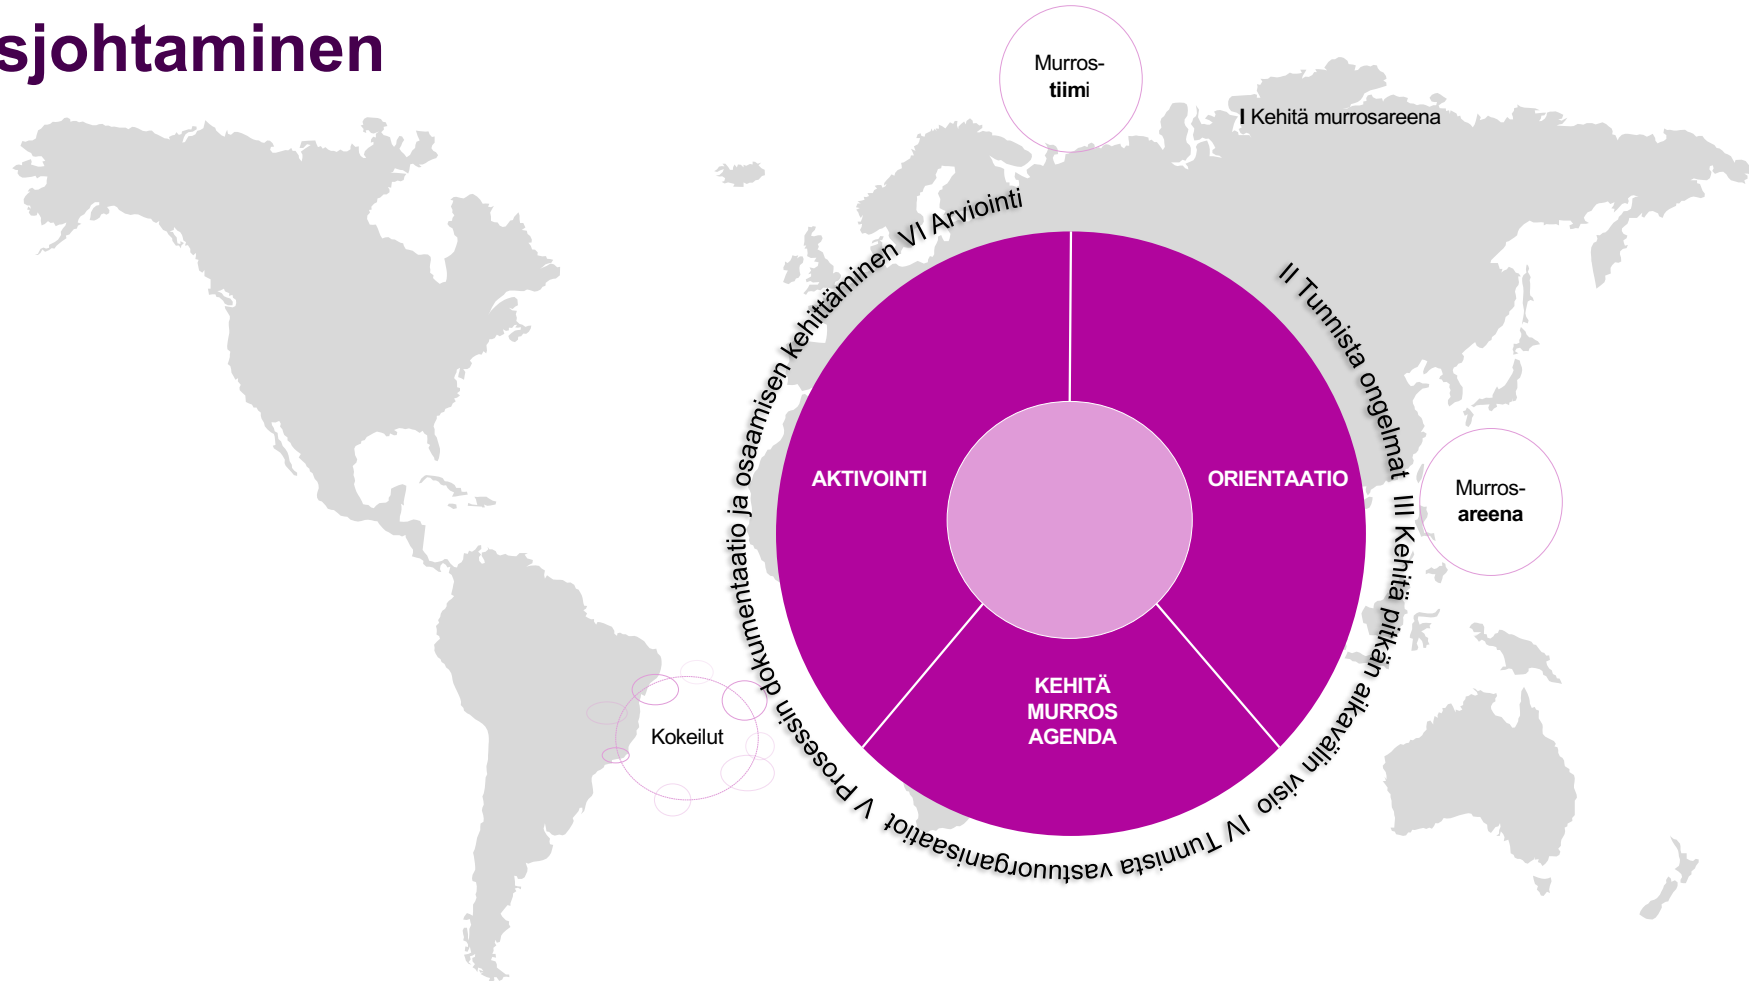 sjohtaminen
Murros-
tiimi
I Kehitä murrosareena
II Tunnista ongelmat III Kehitä pitkän aikavälin visio IV Tunnista vastuuorganisaatiot V Prosessin dokumentaatio ja osaamisen kehittäminen VI Arviointi
AKTIVOINTI
ORIENTAATIO
Murros-
areena
KEHITÄ
MURROS
AGENDA
Kokeilut